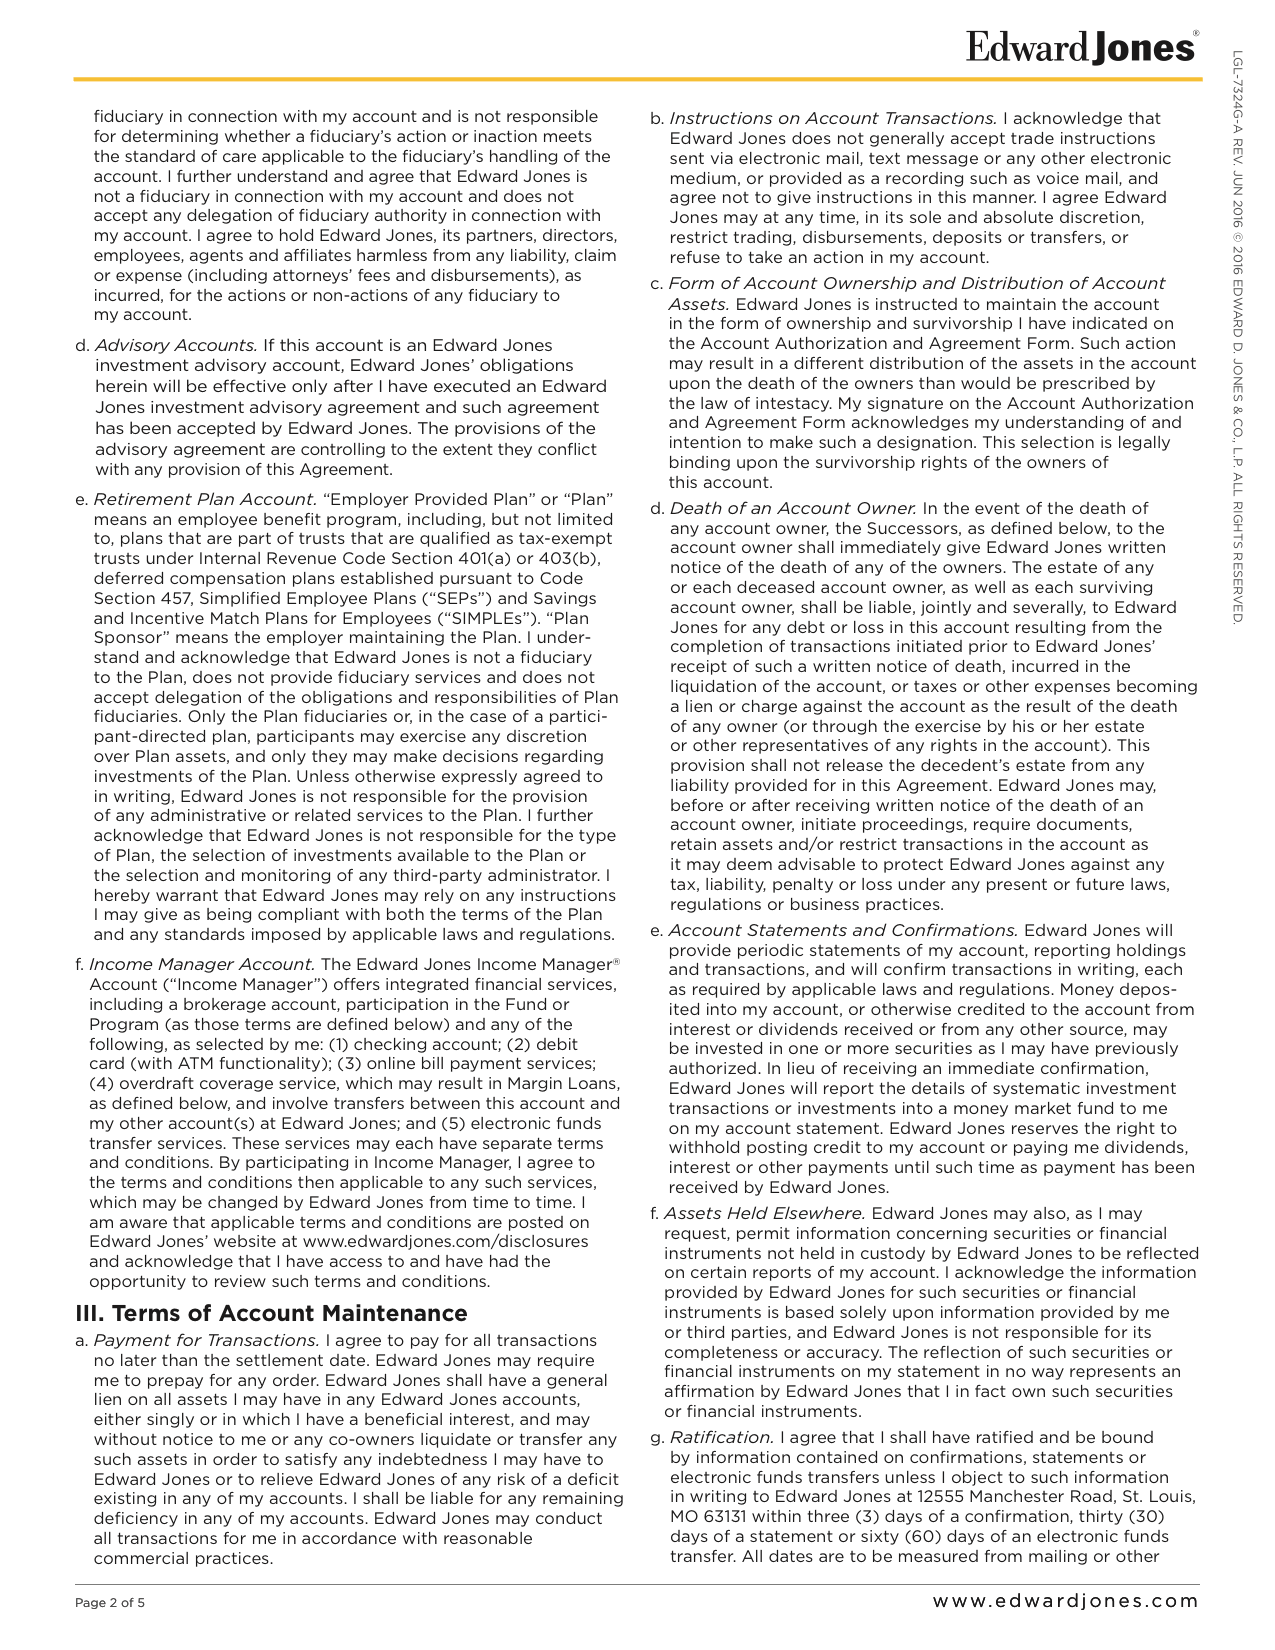 Edward Jones®
fiduciary in connection with my account and is not responsible
for determining whether a fiduciary’s action or inaction meets
the standard of care applicable to the fiduciary’s handling of the
account. I further understand and agree that Edward Jones is
not a fiduciary in connection with my account and does not
accept any delegation of fiduciary authority in connection with
my account. I agree to hold Edward Jones, its partners, directors,
employees, agents and affiliates harmless from any liability, claim
or expense (including attorneys’ fees and disbursements), as
incurred, for the actions or non-actions of any fiduciary to
my account.
d. Advisory Accounts. If this account is an Edward Jones
investment advisory account, Edward Jones’ obligations
herein will be effective only after I have executed an Edward
Jones investment advisory agreement and such agreement
has been accepted by Edward Jones. The provisions of the
advisory agreement are controlling to the extent they conflict
with any provision of this Agreement.
e. Retirement Plan Account. “Employer Provided Plan” or “Plan”
means an employee benefit program, including, but not limited
to, plans that are part of trusts that are qualified as tax-exempt
trusts under Internal Revenue Code Section 401(a) or 403(b),
deferred compensation plans established pursuant to Code
Section 457, Simplified Employee Plans (“SEPs”) and Savings
and Incentive Match Plans for Employees (“SIMPLEs”). “Plan
Sponsor” means the employer maintaining the Plan. I under-
stand and acknowledge that Edward Jones is not a fiduciary
to the Plan, does not provide fiduciary services and does not
accept delegation of the obligations and responsibilities of Plan
fiduciaries. Only the Plan fiduciaries or, in the case of a partici-
pant-directed plan, participants may exercise any discretion
over Plan assets, and only they may make decisions regarding
investments of the Plan. Unless otherwise expressly agreed to
in writing, Edward Jones is not responsible for the provision
of any administrative or related services to the Plan. I further
acknowledge that Edward Jones is not responsible for the type
of Plan, the selection of investments available to the Plan or
the selection and monitoring of any third-party administrator. I
hereby warrant that Edward Jones may rely on any instructions
I may give as being compliant with both the terms of the Plan
and any standards imposed by applicable laws and regulations.
f. Income Manager Account. The Edward Jones Income Manager®
Account (“Income Manager”) offers integrated financial services,
including a brokerage account, participation in the Fund or
Program (as those terms are defined below) and any of the
following, as selected by me: (1) checking account; (2) debit
card (with ATM functionality); (3) online bill payment services;
(4) overdraft coverage service, which may result in Margin Loans,
as defined below, and involve transfers between this account and
my other account(s) at Edward Jones; and (5) electronic funds
transfer services. These services may each have separate terms
and conditions. By participating in Income Manager, I agree to
the terms and conditions then applicable to any such services,
which may be changed by Edward Jones from time to time. I
am aware that applicable terms and conditions are posted on
Edward Jones’ website at www.edwardjones.com/disclosures
and acknowledge that I have access to and have had the
opportunity to review such terms and conditions.
III. Terms of Account Maintenance
a. Payment for Transactions. I agree to pay for all transactions
no later than the settlement date. Edward Jones may require
me to prepay for any order. Edward Jones shall have a general
lien on all assets I may have in any Edward Jones accounts,
either singly or in which I have a beneficial interest, and may
without notice to me or any co-owners liquidate or transfer any
such assets in order to satisfy any indebtedness I may have to
Edward Jones or to relieve Edward Jones of any risk of a deficit
existing in any of my accounts. I shall be liable for any remaining
deficiency in any of my accounts. Edward Jones may conduct
all transactions for me in accordance with reasonable
commercial practices.
b. Instructions on Account Transactions. I acknowledge that
Edward Jones does not generally accept trade instructions
sent via electronic mail, text message or any other electronic
medium, or provided as a recording such as voice mail, and
agree not to give instructions in this manner. I agree Edward
Jones may at any time, in its sole and absolute discretion,
restrict trading, disbursements, deposits or transfers, or
refuse to take an action in my account.
c. Form of Account Ownership and Distribution of Account
Assets. Edward Jones is instructed to maintain the account
in the form of ownership and survivorship I have indicated on
the Account Authorization and Agreement Form. Such action
may result in a different distribution of the assets in the account
upon the death of the owners than would be prescribed by
the law of intestacy. My signature on the Account Authorization
and Agreement Form acknowledges my understanding of and
intention to make such a designation. This selection is legally
binding upon the survivorship rights of the owners of
this account.
d. Death of an Account Owner. In the event of the death of
any account owner, the Successors, as defined below, to the
account owner shall immediately give Edward Jones written
notice of the death of any of the owners. The estate of any
or each deceased account owner, as well as each surviving
account owner, shall be liable, jointly and severally, to Edward
Jones for any debt or loss in this account resulting from the
completion of transactions initiated prior to Edward Jones’
receipt of such a written notice of death, incurred in the
liquidation of the account, or taxes or other expenses becoming
a lien or charge against the account as the result of the death
of any owner (or through the exercise by his or her estate
or other representatives of any rights in the account). This
provision shall not release the decedent’s estate from any
liability provided for in this Agreement. Edward Jones may,
before or after receiving written notice of the death of an
account owner, initiate proceedings, require documents,
retain assets and/or restrict transactions in the account as
it may deem advisable to protect Edward Jones against any
tax, liability, penalty or loss under any present or future laws,
regulations or business practices.
e. Account Statements and Confirmations. Edward Jones will
provide periodic statements of my account, reporting holdings
and transactions, and will confirm transactions in writing, each
as required by applicable laws and regulations. Money depos-
ited into my account, or otherwise credited to the account from
interest or dividends received or from any other source, may
be invested in one or more securities as I may have previously
authorized. In lieu of receiving an immediate confirmation,
Edward Jones will report the details of systematic investment
transactions or investments into a money market fund to me
on my account statement. Edward Jones reserves the right to
withhold posting credit to my account or paying me dividends,
interest or other payments until such time as payment has been
received by Edward Jones.
f. Assets Held Elsewhere. Edward Jones may also, as I may
request, permit information concerning securities or financial
instruments not held in custody by Edward Jones to be reflected
on certain reports of my account. I acknowledge the information
provided by Edward Jones for such securities or financial
instruments is based solely upon information provided by me
or third parties, and Edward Jones is not responsible for its
completeness or accuracy. The reflection of such securities or
financial instruments on my statement in no way represents an
affirmation by Edward Jones that I in fact own such securities
or financial instruments.
g. Ratification. I agree that I shall have ratified and be bound
by information contained on confirmations, statements or
electronic funds transfers unless I object to such information
in writing to Edward Jones at 12555 Manchester Road, St. Louis,
MO 63131 within three (3) days of a confirmation, thirty (30)
days of a statement or sixty (60) days of an electronic funds
transfer. All dates are to be measured from mailing or other
LGL-7324G-A REV. JUN 2016 © 2016 EDWARD D. JONES & CO., L.P. ALL RIGHTS RESERVED.
Page 2 of 5
www.edwardjones.com